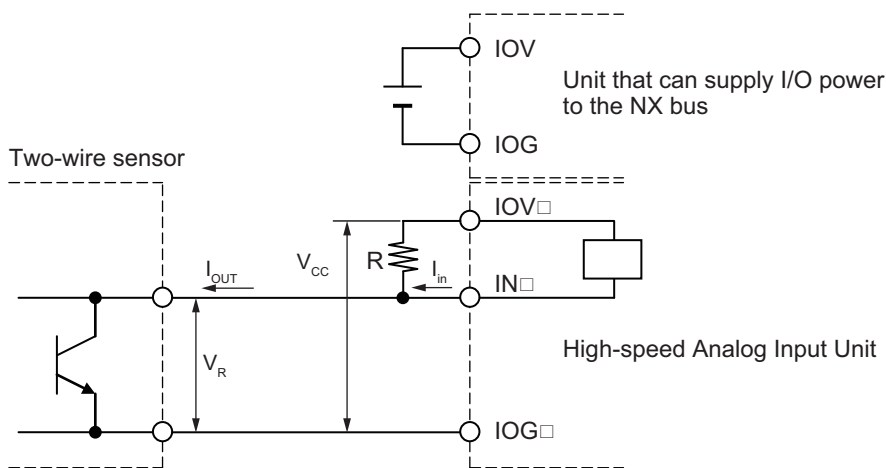 IOV
Unit that can supply I/O power
to the NX bus
IOG
Two-wire sensor
IOV□
V_CC
R
I_OUT
I_in
IN□
V_R
High-speed Analog Input Unit
IOG□